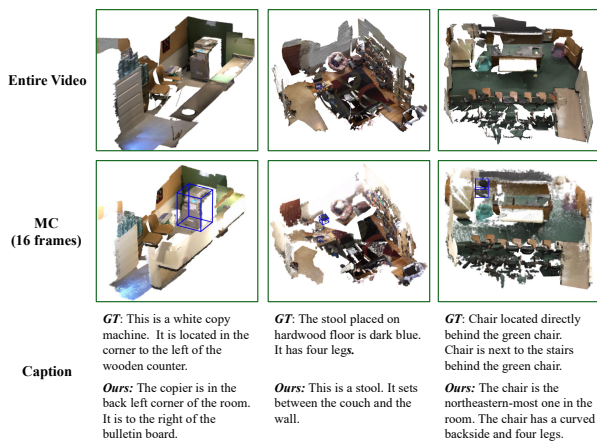 Entire Video
MC
(16 frames)
Caption
GT: This is a white copy
machine. It is located in the
corner to the left of the
wooden counter.
Ours: The copier is in the
back left corner of the room.
It is to the right of the
bulletin board.
GT: The stool placed on
hardwood floor is dark blue.
It has four legs.
Ours: This is a stool. It sets
between the couch and the
wall.
GT: Chair located directly
behind the green chair.
Chair is next to the stairs
behind the green chair.
Ours: The chair is the
northeastern-most one in the
room. The chair has a curved
backside and four legs.